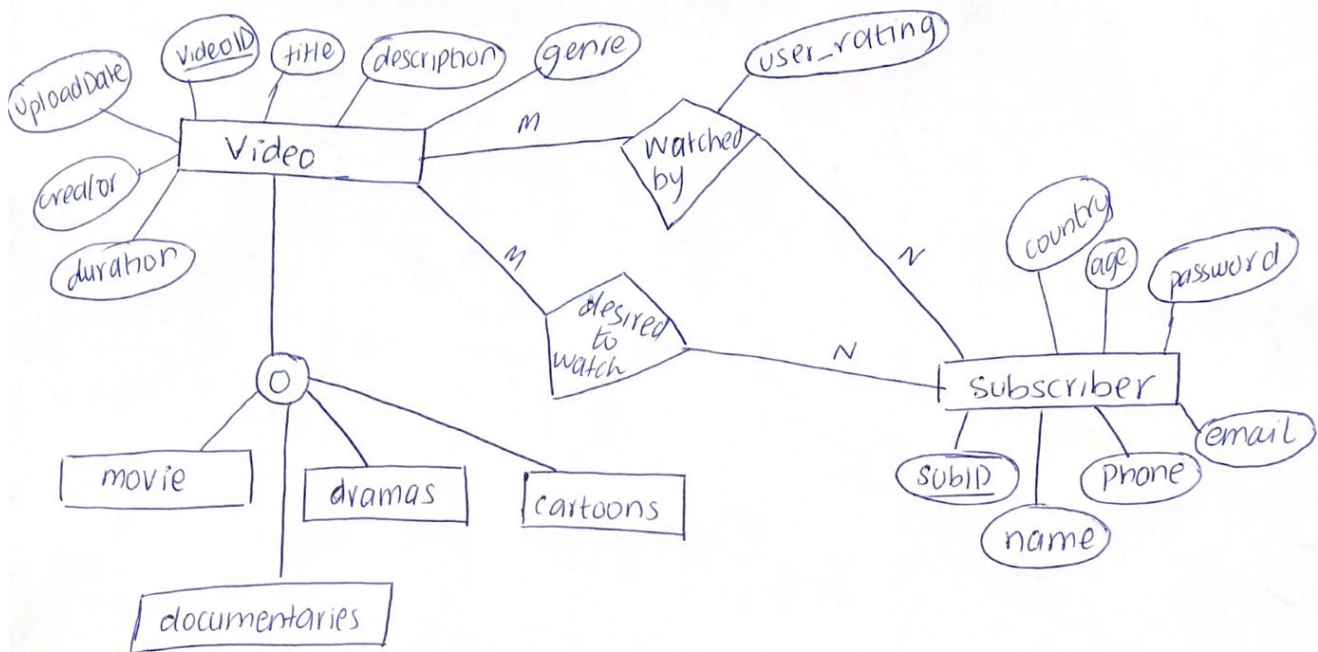 videoID
title
description
genre
user_rating
uploadDate
Video
M
watched
by
creator
duration
M
N
country
age
password
desired
to
watch
N
O
subscriber
movie
dramas
cartoons
subID
phone
email
name
documentaries